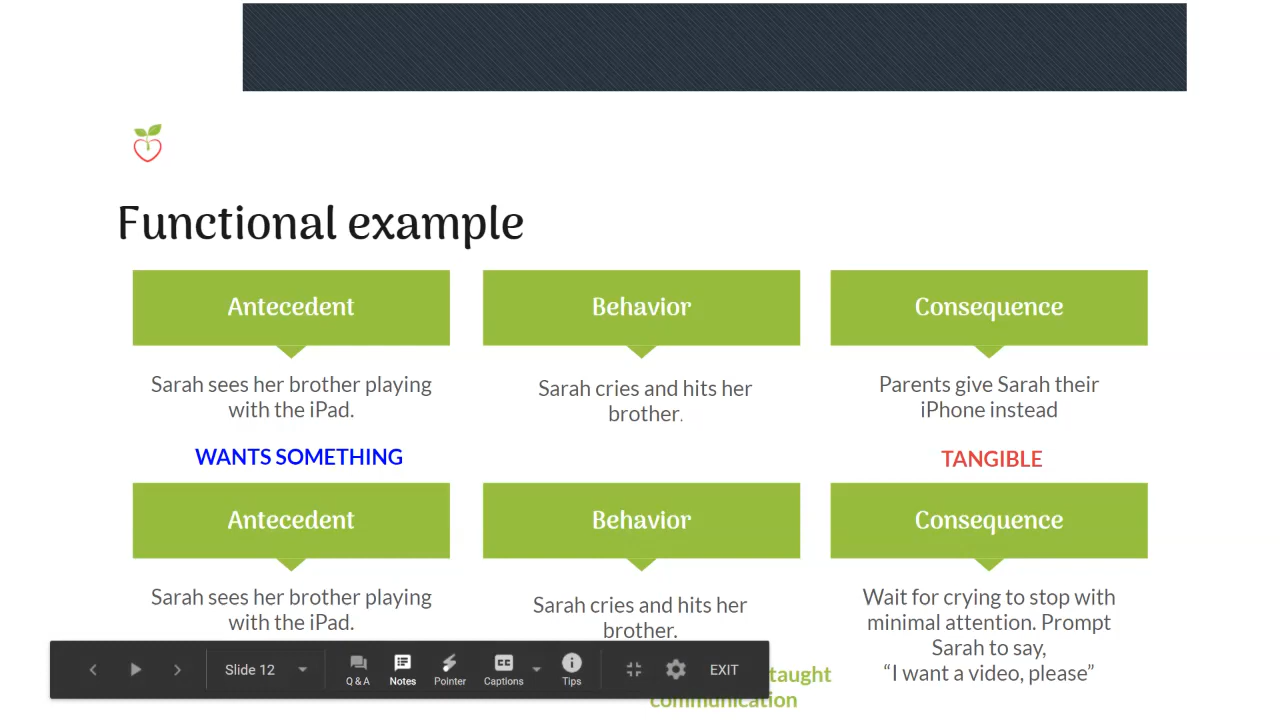 Functional example
Antecedent
Behavior
Consequence
Sarah sees her brother playing
with the iPad.
Sarah cries and hits her
brother.
Parents give Sarah their
iPhone instead
WANTS SOMETHING
TANGIBLE
Antecedent
Behavior
Consequence
Sarah sees her brother playing
with the iPad.
Sarah cries and hits her
brother.
Wait for crying to stop with
minimal attention. Prompt
Sarah to say,
“I want a video, please”
taught
communication
Slide 12
Q & A
Notes
Pointer
CC
Captions
Tips
EXIT